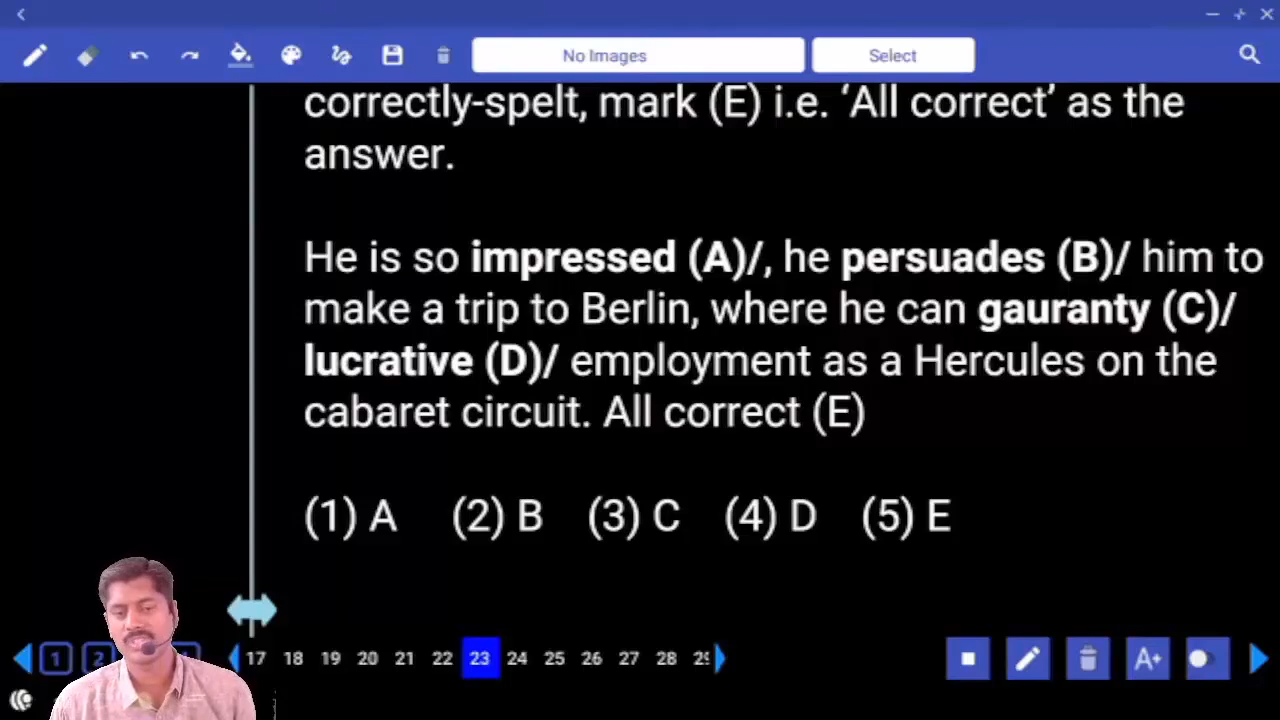 No Images
Select
correctly-spelt, mark (E) i.e. ‘All correct’ as the
answer.
He is so impressed (A)/, he persuades (B)/ him to
make a trip to Berlin, where he can gauranty (C)/
lucrative (D)/ employment as a Hercules on the
cabaret circuit. All correct (E)
(1) A (2) B (3) C (4) D (5) E
1 2 17 18 19 20 21 22 23 24 25 26 27 28
A+